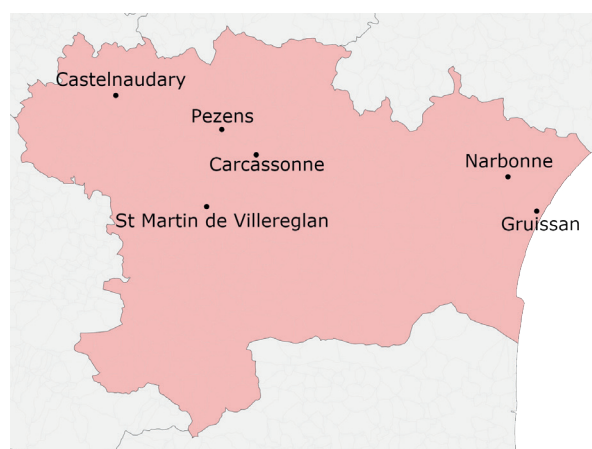 Castelnaudary
Pezens
Carcassonne
Narbonne
St Martin de Villereglan
Gruissan